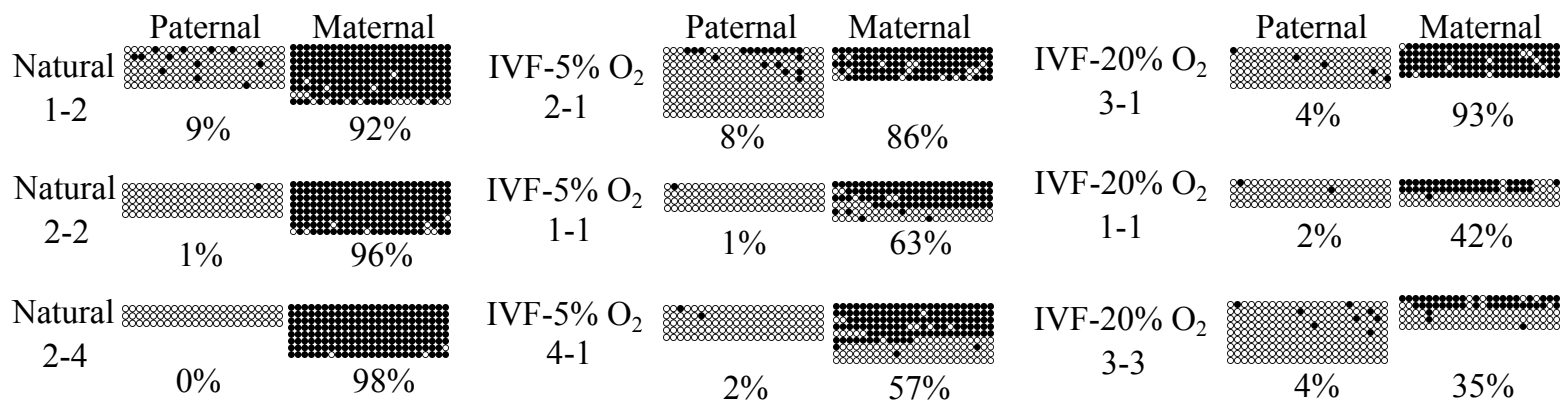 Paternal Maternal Paternal Maternal Paternal Maternal
Natural 1-2 9% 92% IVF-5% O₂ 2-1 8% 86% IVF-20% O₂ 3-1 4% 93%
Natural 2-2 1% 96% IVF-5% O₂ 1-1 1% 63% IVF-20% O₂ 1-1 2% 42%
Natural 2-4 0% 98% IVF-5% O₂ 4-1 2% 57% IVF-20% O₂ 3-3 4% 35%